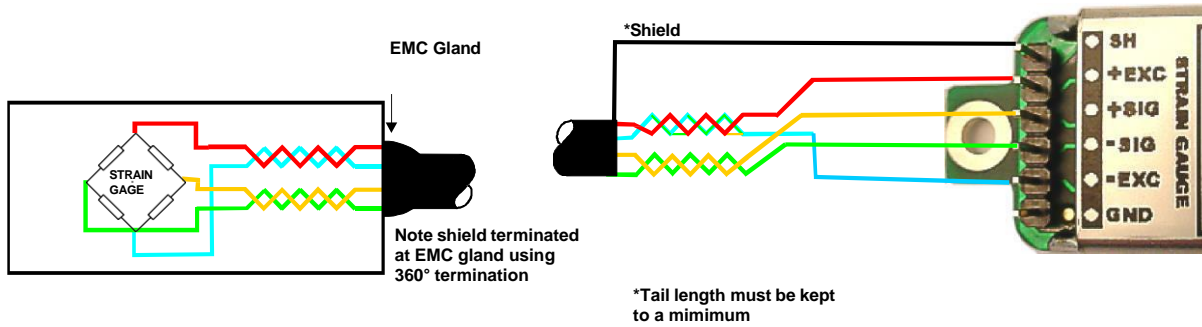 EMC Gland
STRAIN
GAGE
Note shield terminated
at EMC gland using
360° termination
*Shield
*Tail length must be kept
to a mimimum
SH
+EXC
+SIG
-SIG
-EXC
GND
STRAIN GAUGE